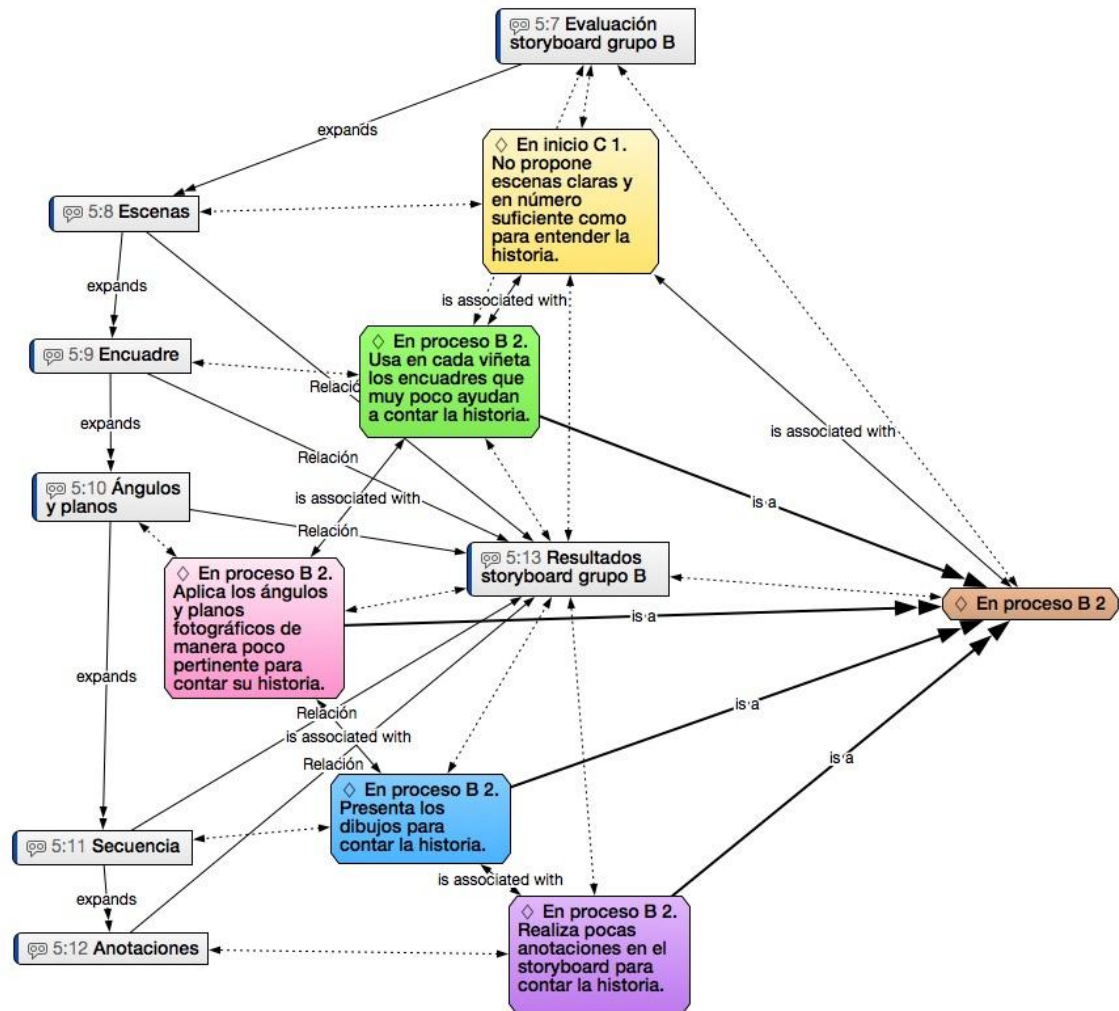 5:7 Evaluación
storyboard grupo B
expands
◇ En inicio C 1.
No propone
escenas claras y
en número
suficiente como
para entender la
historia.
5:8 Escenas
expands
is associated with
◇ En proceso B 2.
Usa en cada viñeta
los encuadres que
muy poco ayudan
a contar la historia.
5:9 Encuadre
Relació
expands
is associated with
Relación
5:10 Ángulos
y planos
is associated with
is a
Relación
5:13 Resultados
storyboard grupo B
◇ En proceso B 2.
Aplica los ángulos
y planos
fotográficos de
manera poco
pertinente para
contar su historia.
◇ En proceso B 2
is a
expands
Relación
is a
is associated with
Relación
is a
◇ En proceso B 2.
Presenta los
dibujos para
contar la historia.
5:11 Secuencia
is associated with
expands
◇ En proceso B 2.
Realiza pocas
anotaciones en el
storyboard para
contar la historia.
5:12 Anotaciones